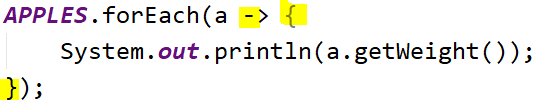 APPLES.forEach(a -> {
System.out.println(a.getWeight());
});